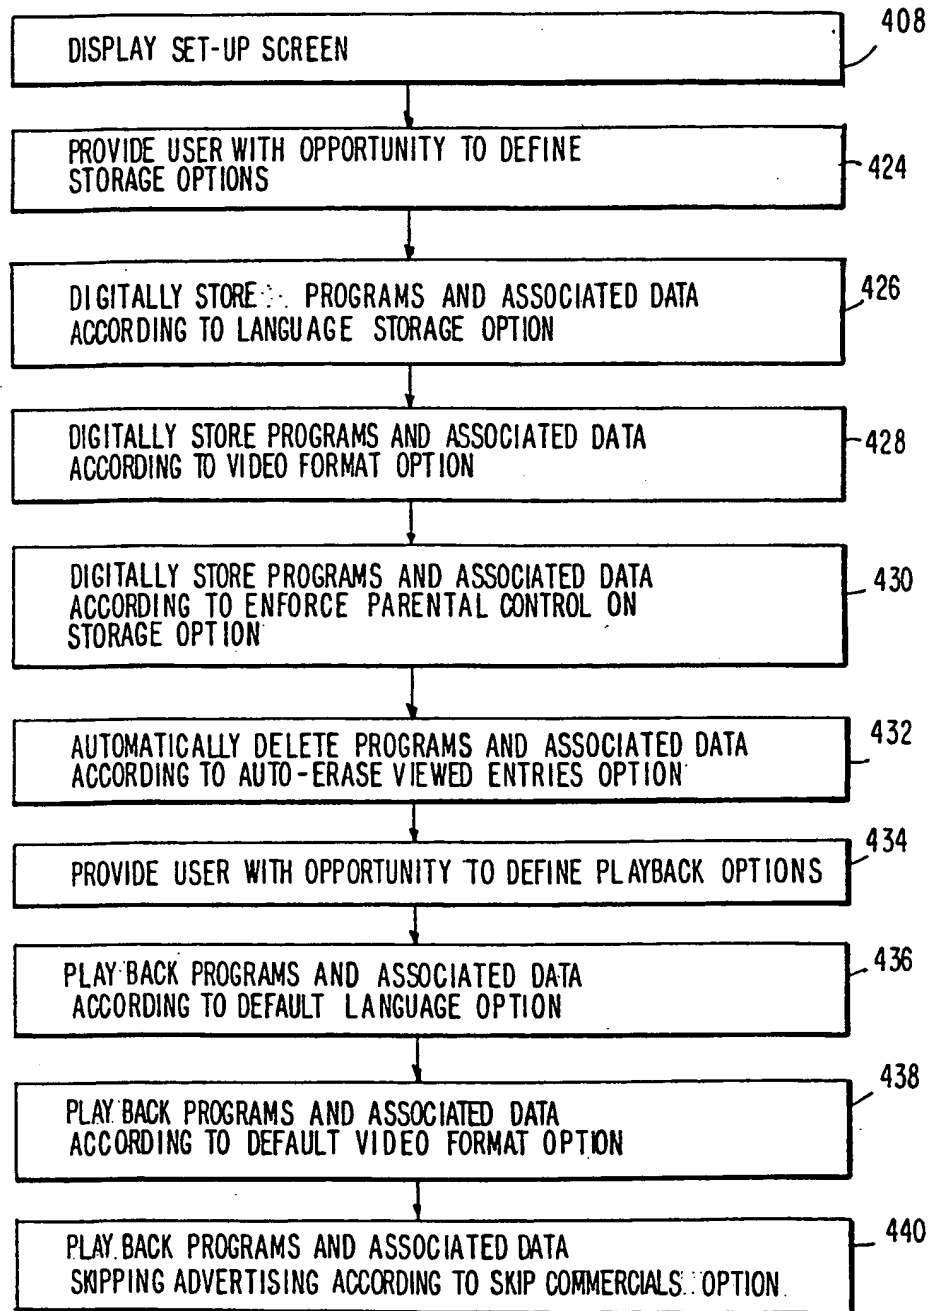 408
DISPLAY SET-UP SCREEN
PROVIDE USER WITH OPPORTUNITY TO DEFINE
STORAGE OPTIONS
424
DIGITALLY STORE PROGRAMS AND ASSOCIATED DATA
ACCORDING TO LANGUAGE STORAGE OPTION
426
DIGITALLY STORE PROGRAMS AND ASSOCIATED DATA
ACCORDING TO VIDEO FORMAT OPTION
428
DIGITALLY STORE PROGRAMS AND ASSOCIATED DATA
ACCORDING TO ENFORCE PARENTAL CONTROL ON
STORAGE OPTION
430
AUTOMATICALLY DELETE PROGRAMS AND ASSOCIATED DATA
ACCORDING TO AUTO-ERASE VIEWED ENTRIES OPTION
432
PROVIDE USER WITH OPPORTUNITY TO DEFINE PLAYBACK OPTIONS
434
PLAY BACK PROGRAMS AND ASSOCIATED DATA
ACCORDING TO DEFAULT LANGUAGE OPTION
436
PLAY BACK PROGRAMS AND ASSOCIATED DATA
ACCORDING TO DEFAULT VIDEO FORMAT OPTION
438
PLAY BACK PROGRAMS AND ASSOCIATED DATA
SKIPPING ADVERTISING ACCORDING TO SKIP COMMERCIALS OPTION
440